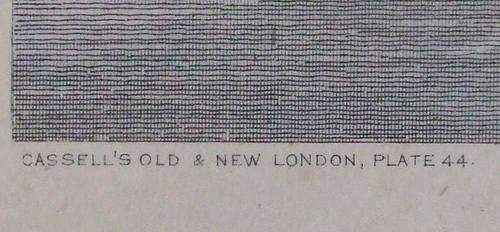 CASSELL'S OLD & NEW LONDON, PLATE 44.